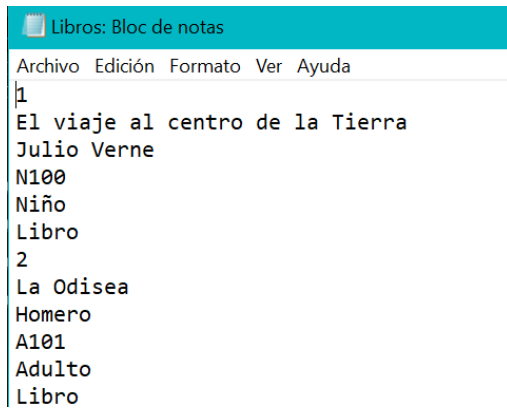 Libros: Bloc de notas
Archivo Edición Formato Ver Ayuda
1
El viaje al centro de la Tierra
Julio Verne
N100
Niño
Libro
2
La Odisea
Homero
A101
Adulto
Libro